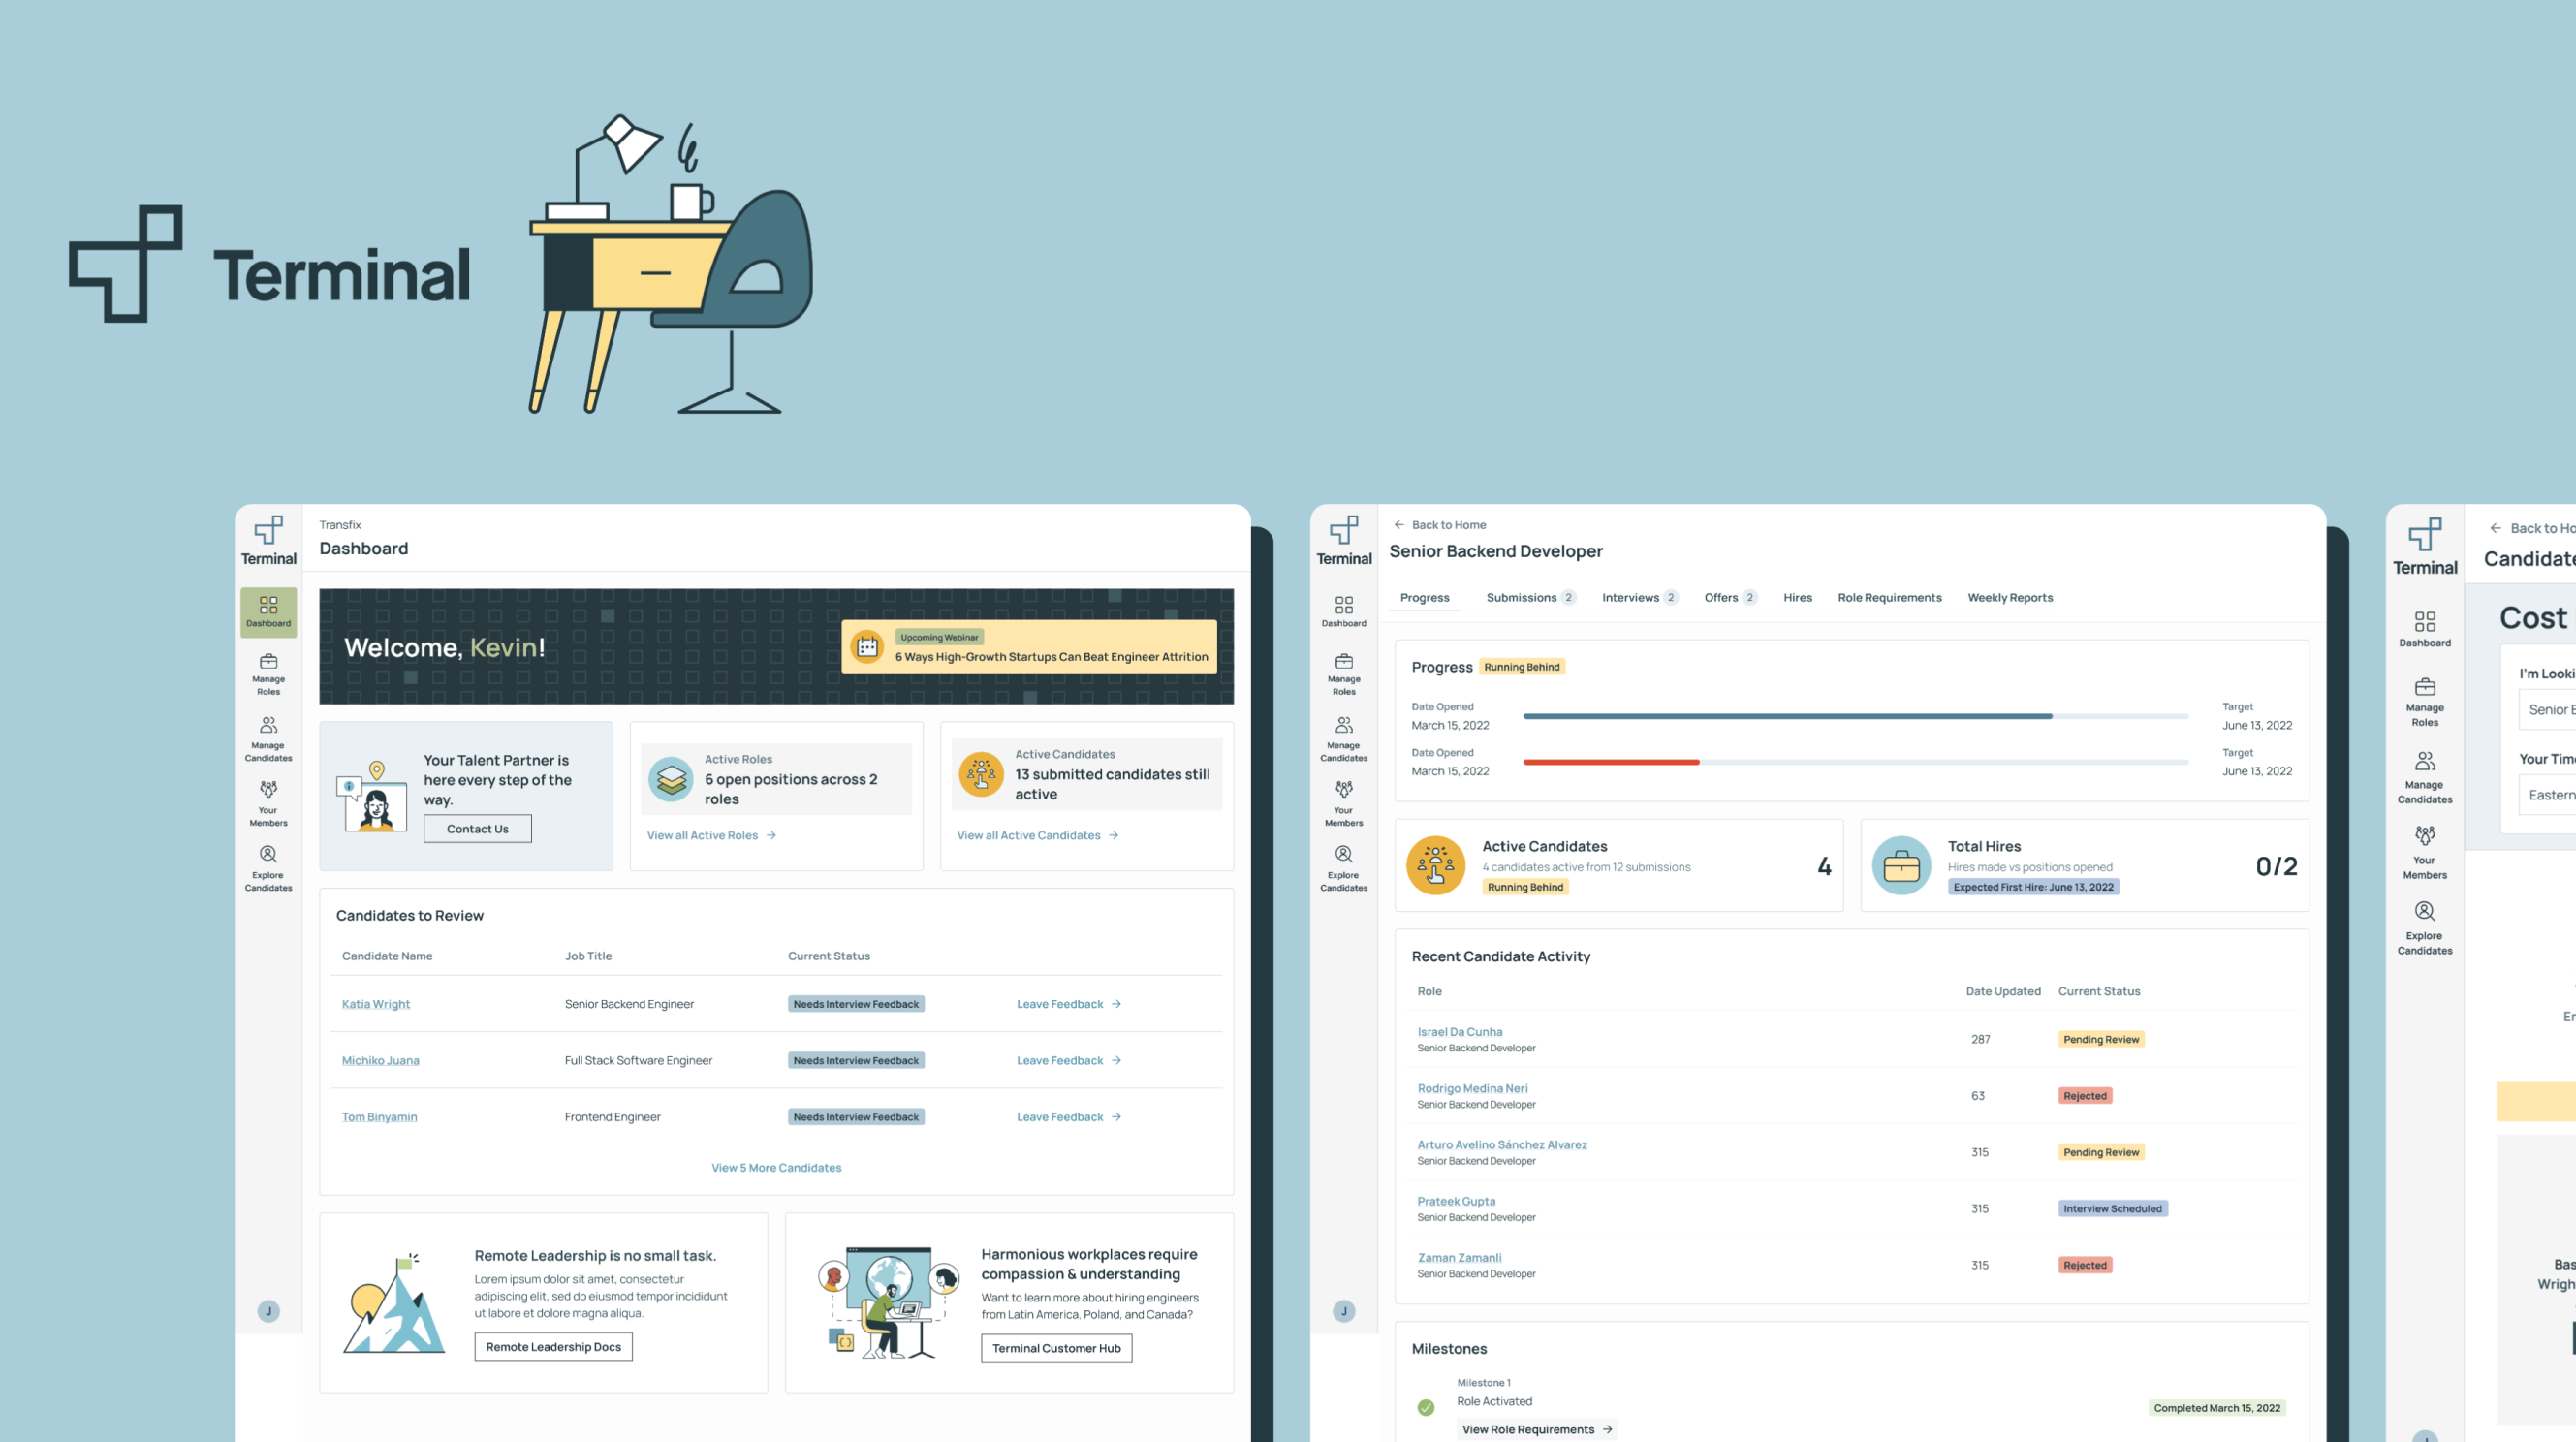 Terminal
Terminal
Dashboard
Manage
Roles
Manage
Candidates
Your
Members
Explore
Candidates
J
Transfix
Dashboard
Welcome, Kevin!
Upcoming Webinar
6 Ways High-Growth Startups Can Beat Engineer Attrition
Your Talent Partner is
here every step of the
way.
Contact Us
Active Roles
6 open positions across 2
roles
View all Active Roles →
Active Candidates
13 submitted candidates still
active
View all Active Candidates →
Candidates to Review
Candidate Name Job Title Current Status
Katia Wright Senior Backend Engineer Needs Interview Feedback Leave Feedback →
Michiko Juana Full Stack Software Engineer Needs Interview Feedback Leave Feedback →
Tom Binyamin Frontend Engineer Needs Interview Feedback Leave Feedback →
View 5 More Candidates
Remote Leadership is no small task.
Lorem ipsum dolor sit amet, consectetur
adipiscing elit, sed do eiusmod tempor incididunt
ut labore et dolore magna aliqua.
Remote Leadership Docs
Harmonious workplaces require
compassion & understanding
Want to learn more about hiring engineers
from Latin America, Poland, and Canada?
Terminal Customer Hub
Terminal
Dashboard
Manage
Roles
Manage
Candidates
Your
Members
Explore
Candidates
J
← Back to Home
Senior Backend Developer
Progress Submissions 2 Interviews 2 Offers 2 Hires Role Requirements Weekly Reports
Progress Running Behind
Date Opened Target
March 15, 2022 June 13, 2022
Date Opened Target
March 15, 2022 June 13, 2022
Active Candidates
4 candidates active from 12 submissions
Running Behind
4
Total Hires
Hires made vs positions opened
Expected First Hire: June 13, 2022
0/2
Recent Candidate Activity
Role Date Updated Current Status
Israel Da Cunha
Senior Backend Developer
287 Pending Review
Rodrigo Medina Neri
Senior Backend Developer
63 Rejected
Arturo Avelino Sánchez Alvarez
Senior Backend Developer
315 Pending Review
Prateek Gupta
Senior Backend Developer
315 Interview Scheduled
Zaman Zamanli
Senior Backend Developer
315 Rejected
Milestones
Milestone 1
Role Activated
Completed March 15, 2022
View Role Requirements →
Terminal
Dashboard
Manage
Roles
Manage
Candidates
Your
Members
Explore
Candidates
← Back to Ho
Candidate
Cost
I'm Looki
Senior
Your Tim
Eastern
Er
Bas
Wrigh